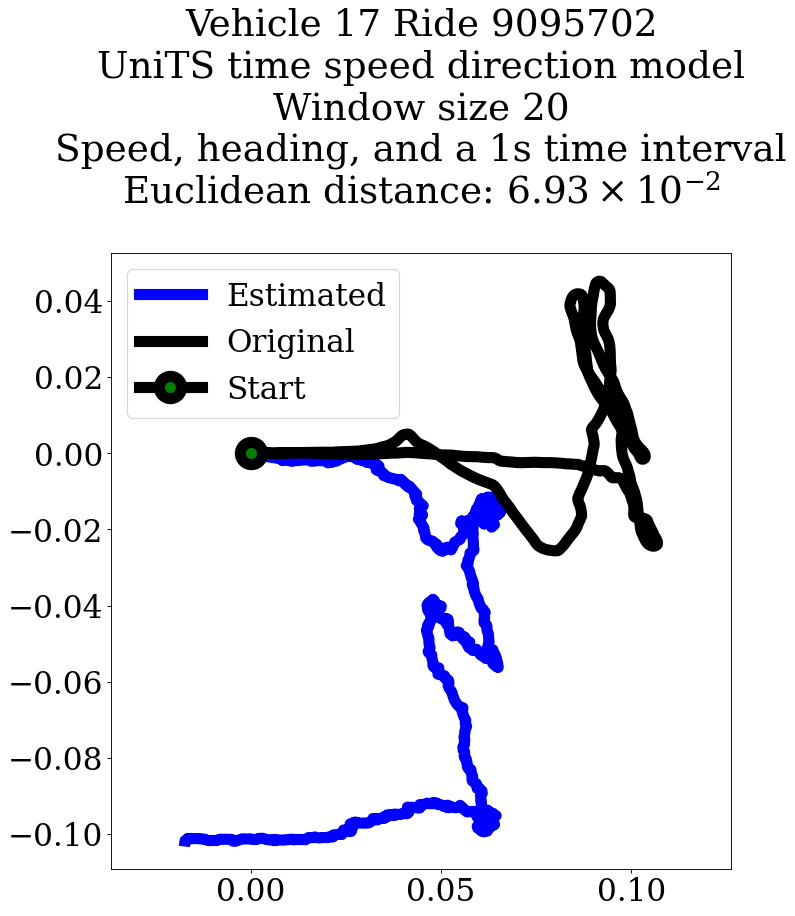 Vehicle 17 Ride 9095702
UniTS time speed direction model
Window size 20
Speed, heading, and a 1s time interval
Euclidean distance: 6.93 × 10⁻²
Estimated
Original
Start
0.04
0.02
0.00
−0.02
−0.04
−0.06
−0.08
−0.10
0.00 0.05 0.10